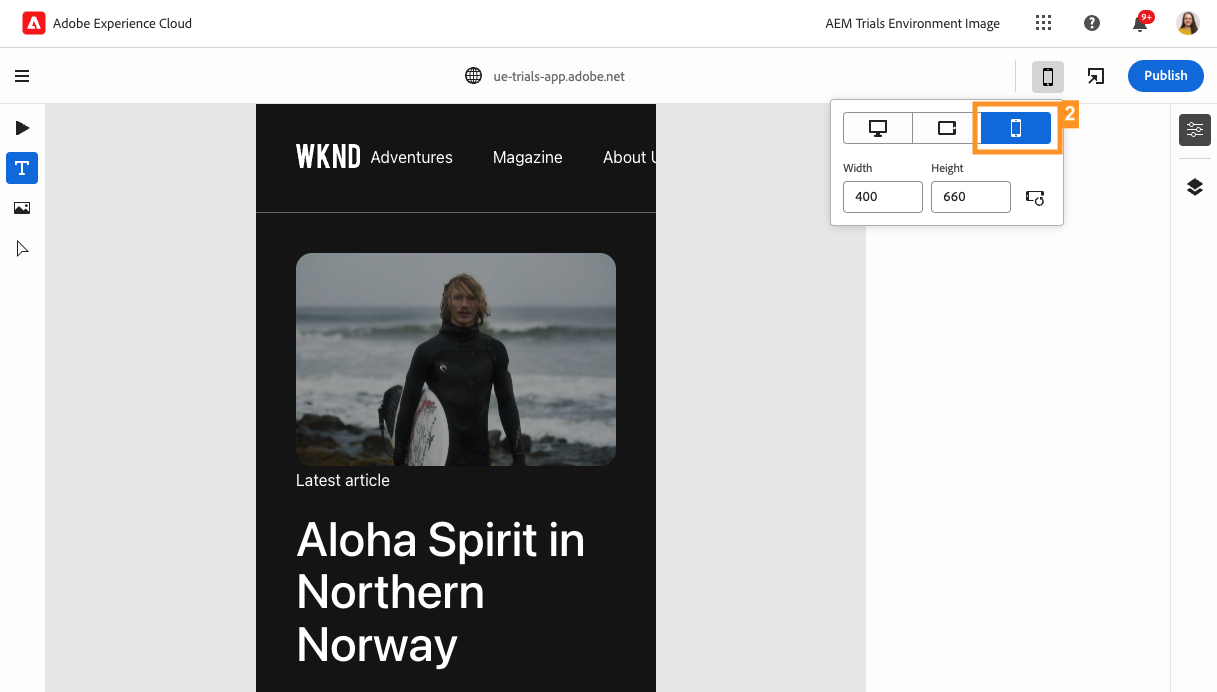 Adobe Experience Cloud
AEM Trials Environment Image
9+
ue-trials-app.adobe.net
Publish
2
Width
Height
400
660
WKND
Adventures
Magazine
About U
T
Latest article
Aloha Spirit in
Northern
Norway